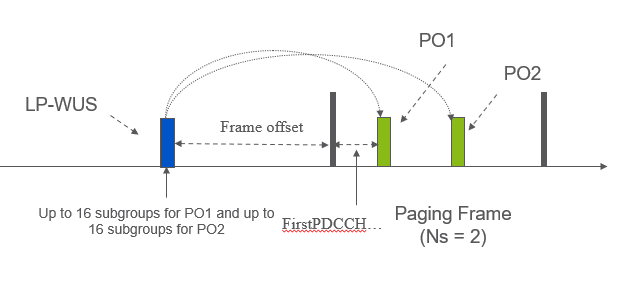 PO1
PO2
LP-WUS
Frame offset
Up to 16 subgroups for PO1 and up to
16 subgroups for PO2
FirstPDCCH…
Paging Frame
(Ns = 2)